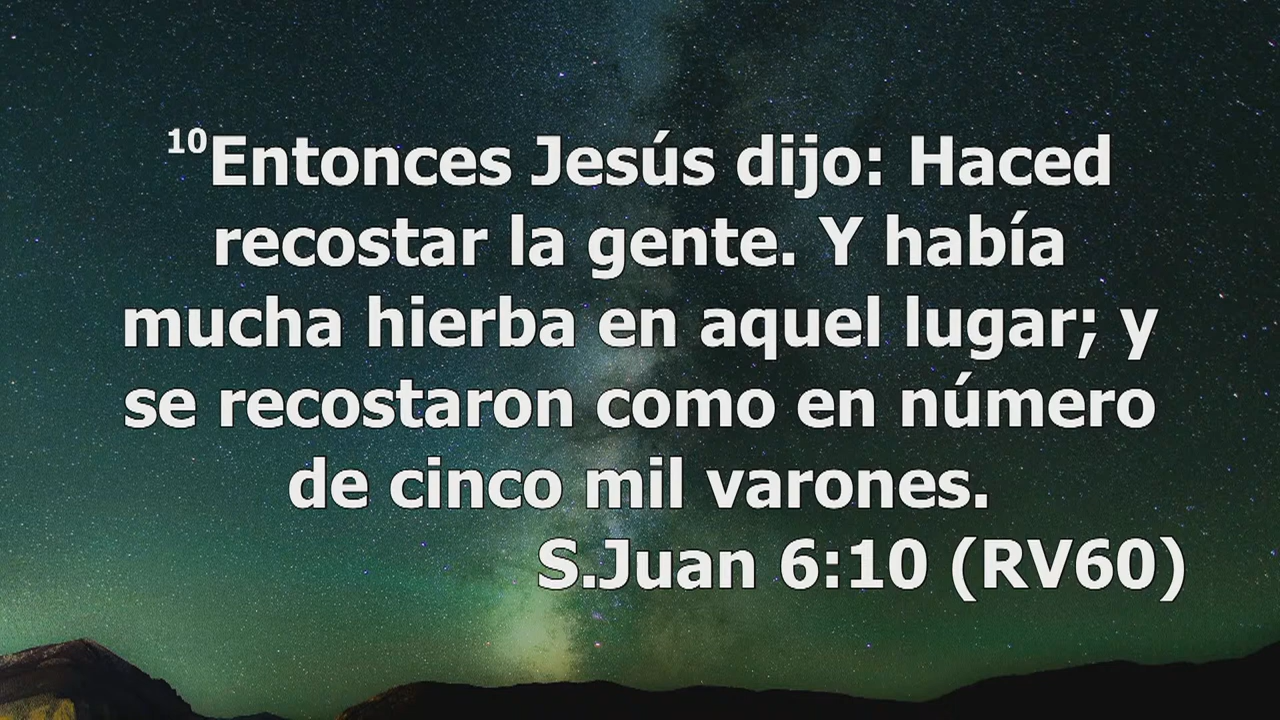 ¹⁰Entonces Jesús dijo: Haced
recostar la gente. Y había
mucha hierba en aquel lugar; y
se recostaron como en número
de cinco mil varones.
S.Juan 6:10 (RV60)